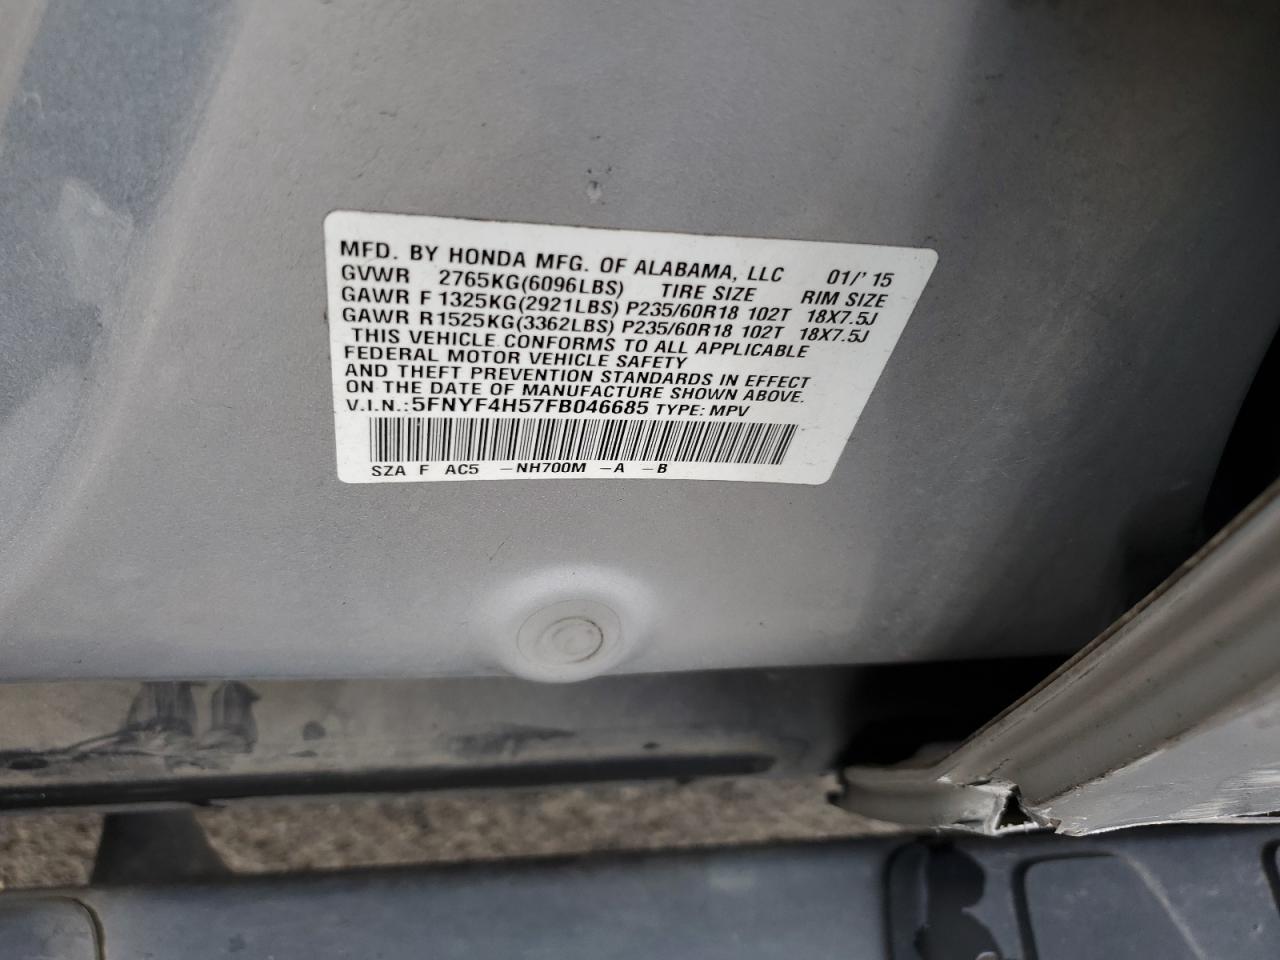 MFD. BY HONDA MFG. OF ALABAMA, LLC 01/'15
GVWR 2765KG(6096LBS) TIRE SIZE RIM SIZE
GAWR F 1325KG(2921LBS) P235/60R18 102T 18X7.5J
GAWR R1525KG(3362LBS) P235/60R18 102T 18X7.5J
THIS VEHICLE CONFORMS TO ALL APPLICABLE
FEDERAL MOTOR VEHICLE SAFETY
AND THEFT PREVENTION STANDARDS IN EFFECT
ON THE DATE OF MANUFACTURE SHOWN ABOVE.
V.I.N.:5FNYF4H57FB046685 TYPE: MPV
SZA F AC5 -NH700M -A -B